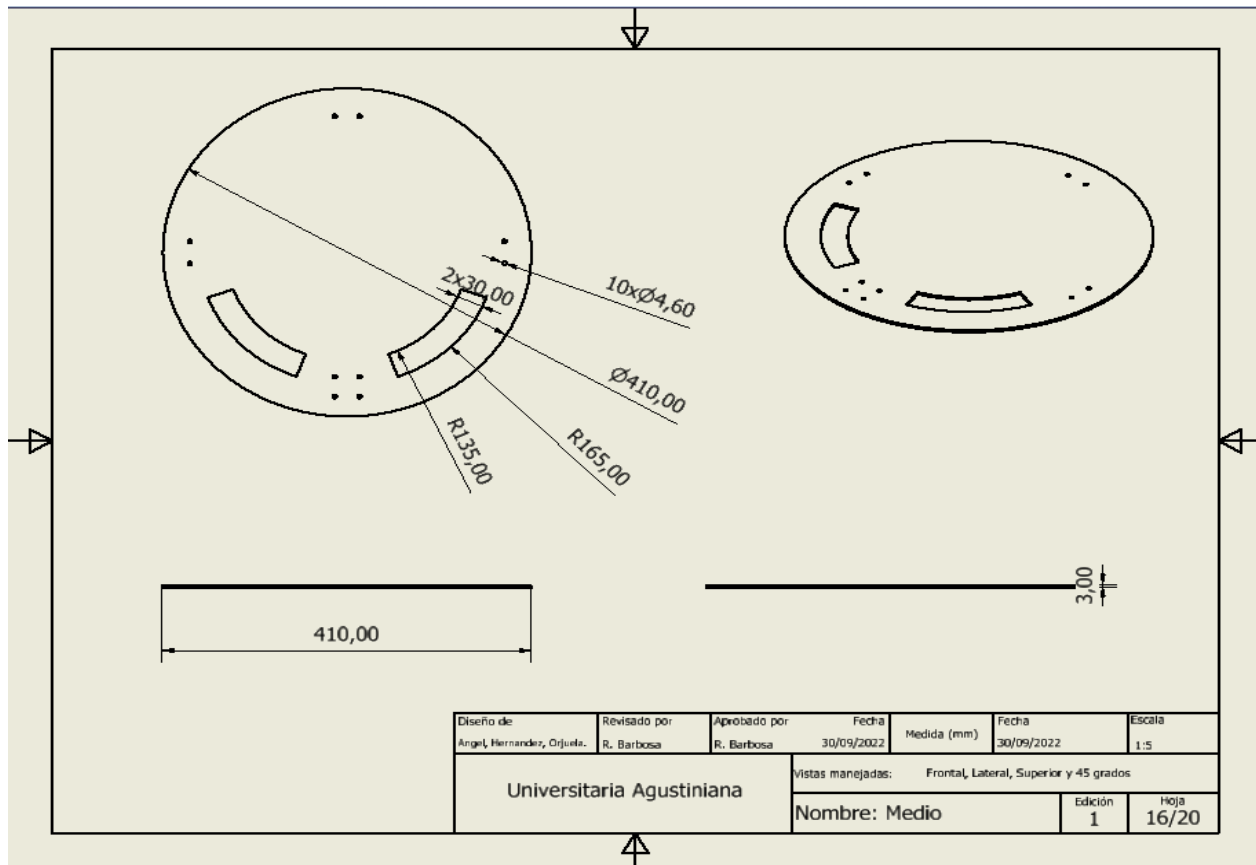 2x30,00
10xØ4,60
Ø410,00
R135,00
R165,00
410,00
3,00
Diseño de
Angel, Hernandez, Orjuela.
Revisado por
R. Barbosa
Aprobado por
R. Barbosa
Fecha
30/09/2022
Medida (mm)
Fecha
30/09/2022
Escala
1:5
Universitaria Agustiniana
Vistas manejadas: Frontal, Lateral, Superior y 45 grados
Nombre: Medio
Edición
1
Hoja
16/20